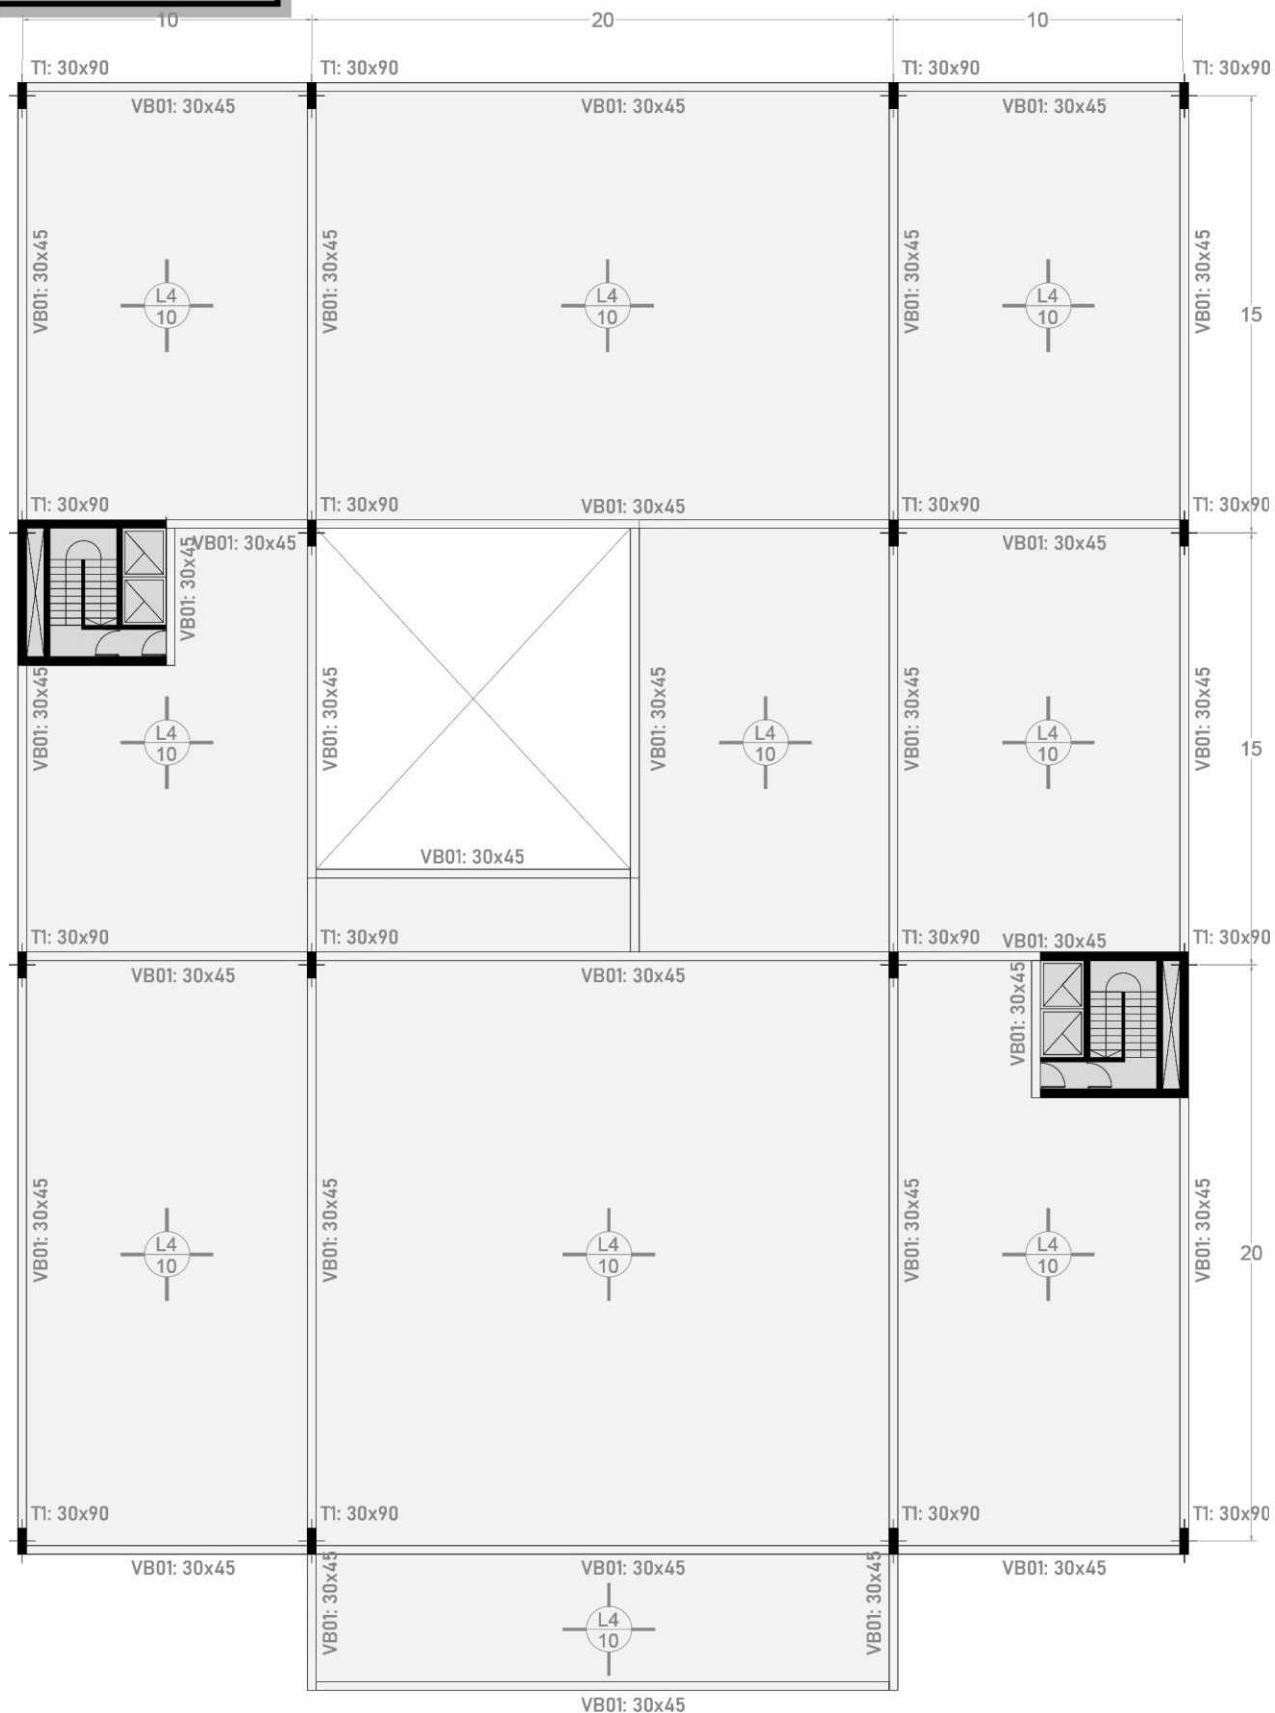 10 20 10
T1: 30x90 T1: 30x90 T1: 30x90 T1: 30x90
VB01: 30x45 VB01: 30x45 VB01: 30x45
VB01: 30x45 VB01: 30x45 VB01: 30x45 VB01: 30x45
L4 L4 L4
10 10 10
15
T1: 30x90 T1: 30x90 VB01: 30x45 T1: 30x90 T1: 30x90
VB01: 30x45 VB01: 30x45
VB01: 30x45
VB01: 30x45 VB01: 30x45 VB01: 30x45 VB01: 30x45 VB01: 30x45
L4 L4 L4
10 10 10
15
VB01: 30x45
T1: 30x90 T1: 30x90 T1: 30x90 VB01: 30x45 T1: 30x90
VB01: 30x45 VB01: 30x45
VB01: 30x45
VB01: 30x45 VB01: 30x45 VB01: 30x45 VB01: 30x45
L4 L4 L4
10 10 10
20
T1: 30x90 T1: 30x90 T1: 30x90 T1: 30x90
VB01: 30x45 VB01: 30x45 VB01: 30x45
VB01: 30x45 VB01: 30x45
L4
10
VB01: 30x45